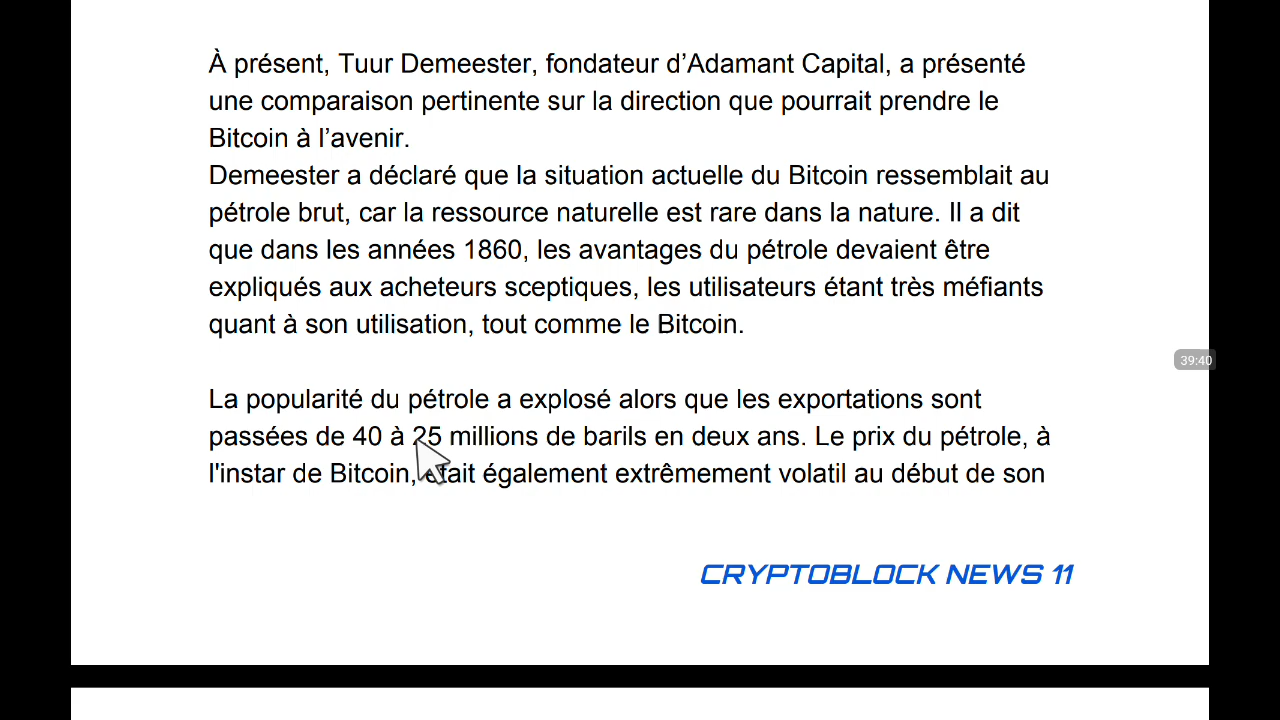 À présent, Tuur Demeester, fondateur d’Adamant Capital, a présenté
une comparaison pertinente sur la direction que pourrait prendre le
Bitcoin à l’avenir.
Demeester a déclaré que la situation actuelle du Bitcoin ressemblait au
pétrole brut, car la ressource naturelle est rare dans la nature. Il a dit
que dans les années 1860, les avantages du pétrole devaient être
expliqués aux acheteurs sceptiques, les utilisateurs étant très méfiants
quant à son utilisation, tout comme le Bitcoin.
39:40
La popularité du pétrole a explosé alors que les exportations sont
passées de 40 à 25 millions de barils en deux ans. Le prix du pétrole, à
l'instar de Bitcoin, était également extrêmement volatil au début de son
CRYPTOBLOCK NEWS 11